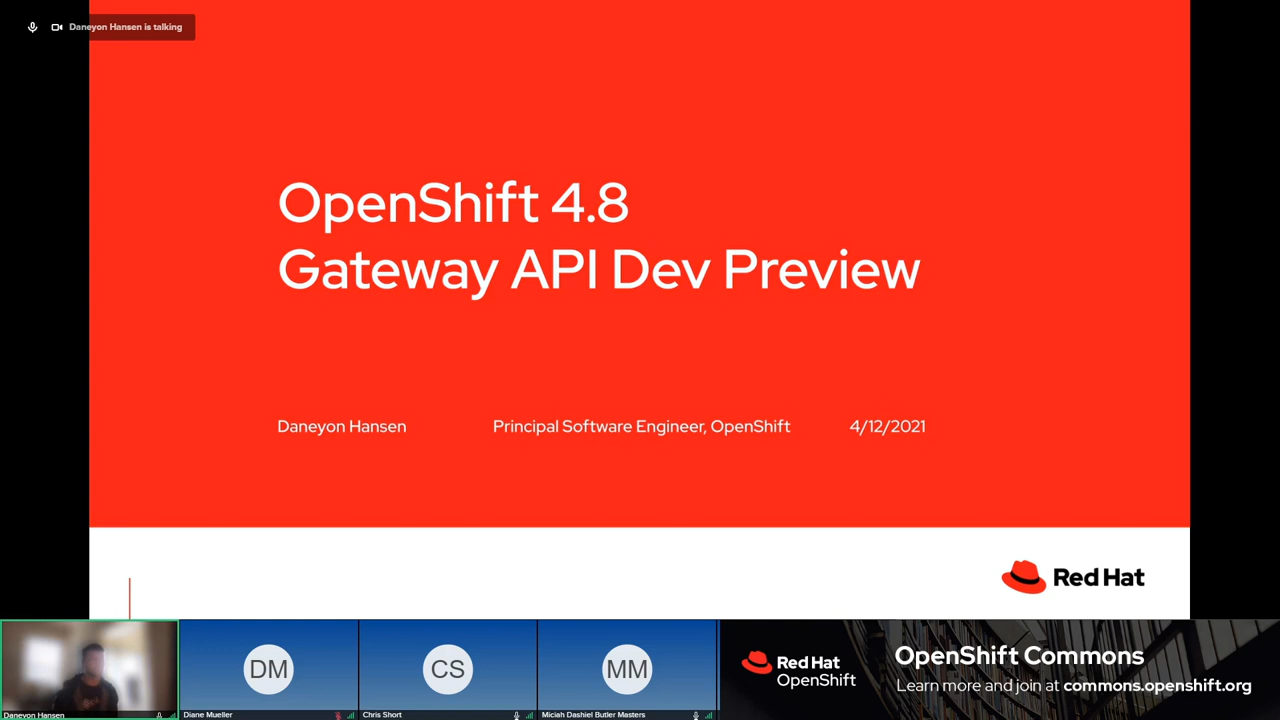 Daneyon Hansen is talking
OpenShift 4.8
Gateway API Dev Preview
Daneyon Hansen Principal Software Engineer, OpenShift 4/12/2021
Red Hat
DM
CS
MM
Daneyon Hansen
Diane Mueller
Chris Short
Miciah Dashiel Butler Masters
Red Hat
OpenShift
OpenShift Commons
Learn more and join at commons.openshift.org